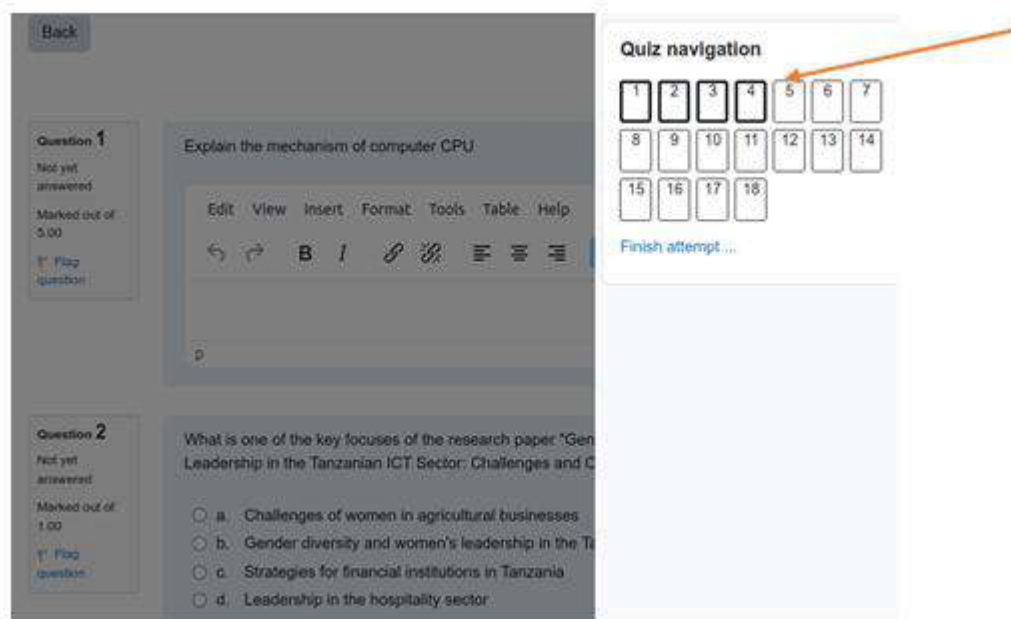 Back
Question 1
Not yet
answered
Marked out of
5.00
Flag
question
Explain the mechanism of computer CPU
Edit View Insert Format Tools Table Help
B I
p
Question 2
Not yet
answered
Marked out of
1.00
Flag
question
What is one of the key focuses of the research paper "Gen
Leadership in the Tanzanian ICT Sector: Challenges and C
a. Challenges of women in agricultural businesses
b. Gender diversity and women's leadership in the Ta
c. Strategies for financial institutions in Tanzania
d. Leadership in the hospitality sector
Quiz navigation
1 2 3 4 5 6 7
8 9 10 11 12 13 14
15 16 17 18
Finish attempt ...